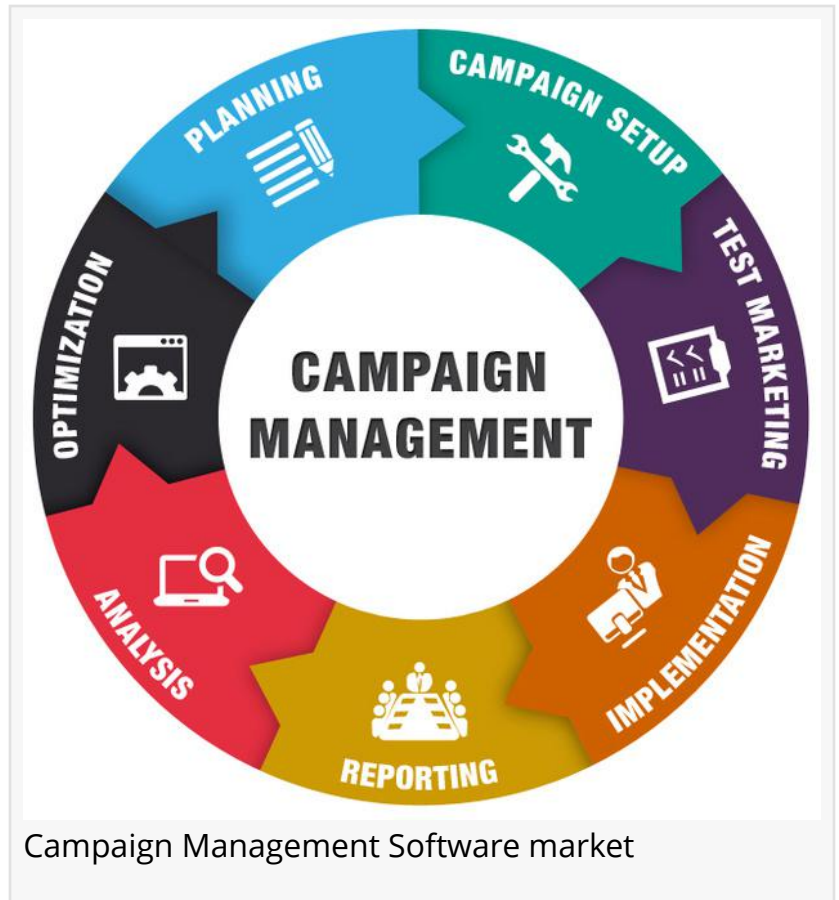 PLANNING
CAMPAIGN SETUP
TEST MARKETING
IMPLEMENTATION
REPORTING
ANALYSIS
OPTIMIZATION
CAMPAIGN
MANAGEMENT
Campaign Management Software market